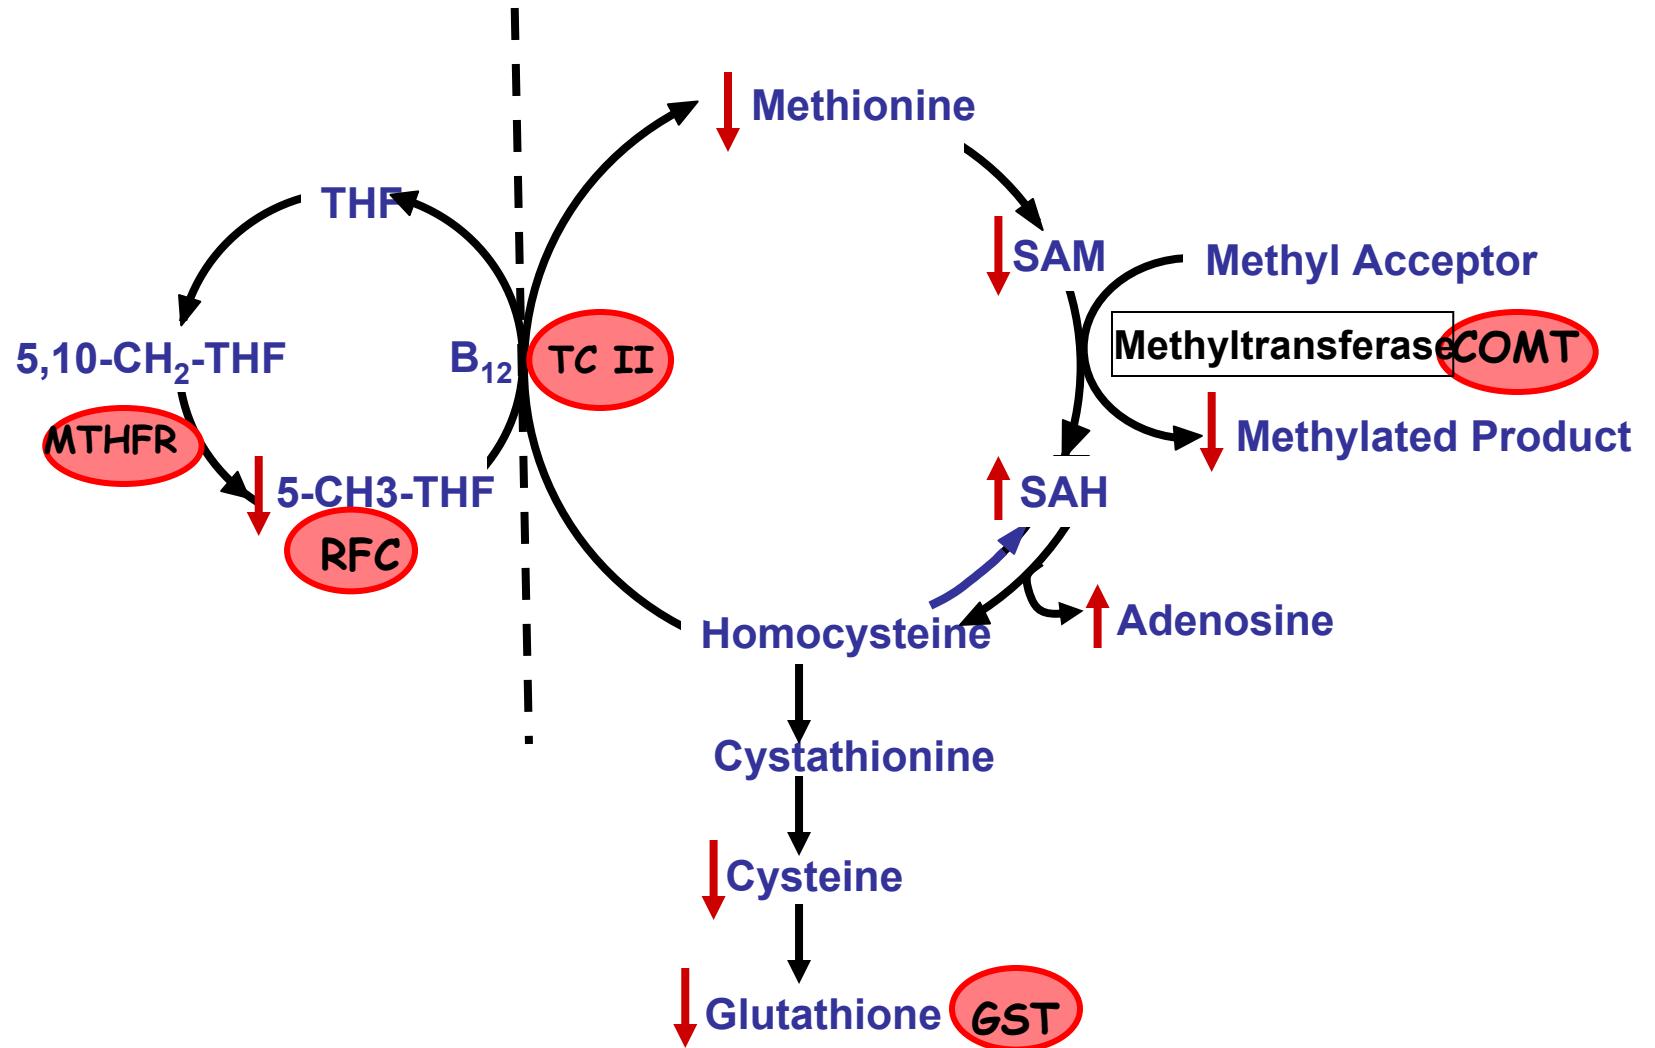 Methionine
THF
SAM
Methyl Acceptor
5,10-CH₂-THF
B₁₂
TC II
Methyltransferase
COMT
MTHFR
Methylated Product
5-CH3-THF
SAH
RFC
Homocysteine
Adenosine
Cystathionine
Cysteine
Glutathione
GST